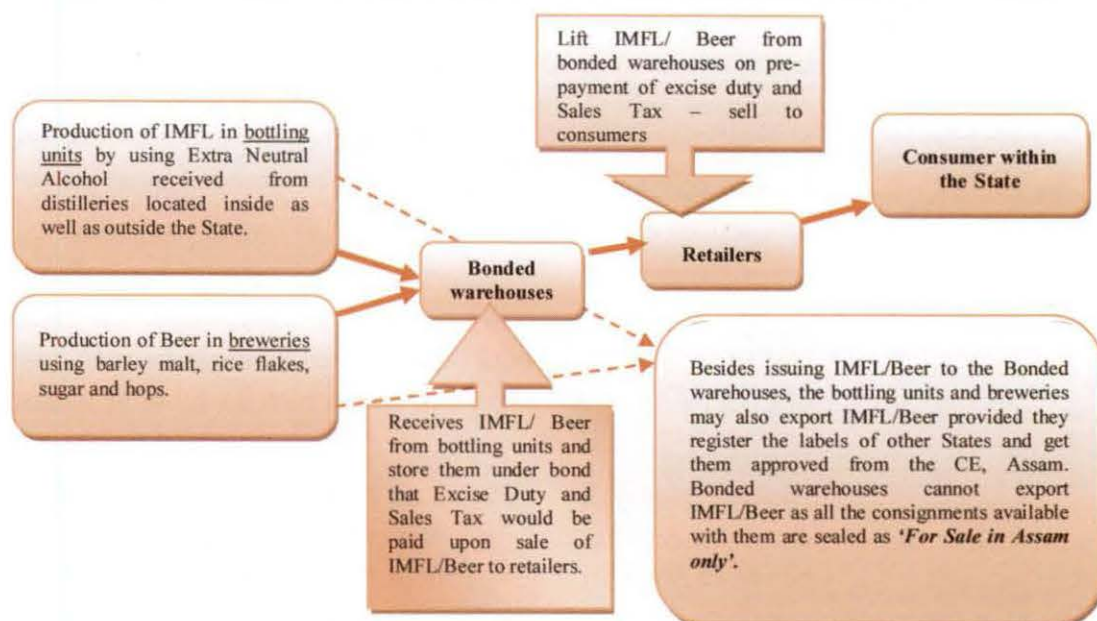 Lift IMFL/ Beer from
bonded warehouses on pre-
payment of excise duty and
Sales Tax – sell to
consumers
Production of IMFL in bottling
units by using Extra Neutral
Alcohol received from
distilleries located inside as
well as outside the State.
Consumer within
the State
Bonded
warehouses
Retailers
Production of Beer in breweries
using barley malt, rice flakes,
sugar and hops.
Receives IMFL/ Beer
from bottling units and
store them under bond
that Excise Duty and
Sales Tax would be
paid upon sale of
IMFL/Beer to retailers.
Besides issuing IMFL/Beer to the Bonded
warehouses, the bottling units and breweries
may also export IMFL/Beer provided they
register the labels of other States and get
them approved from the CE, Assam.
Bonded warehouses cannot export
IMFL/Beer as all the consignments available
with them are sealed as ‘For Sale in Assam
only’.